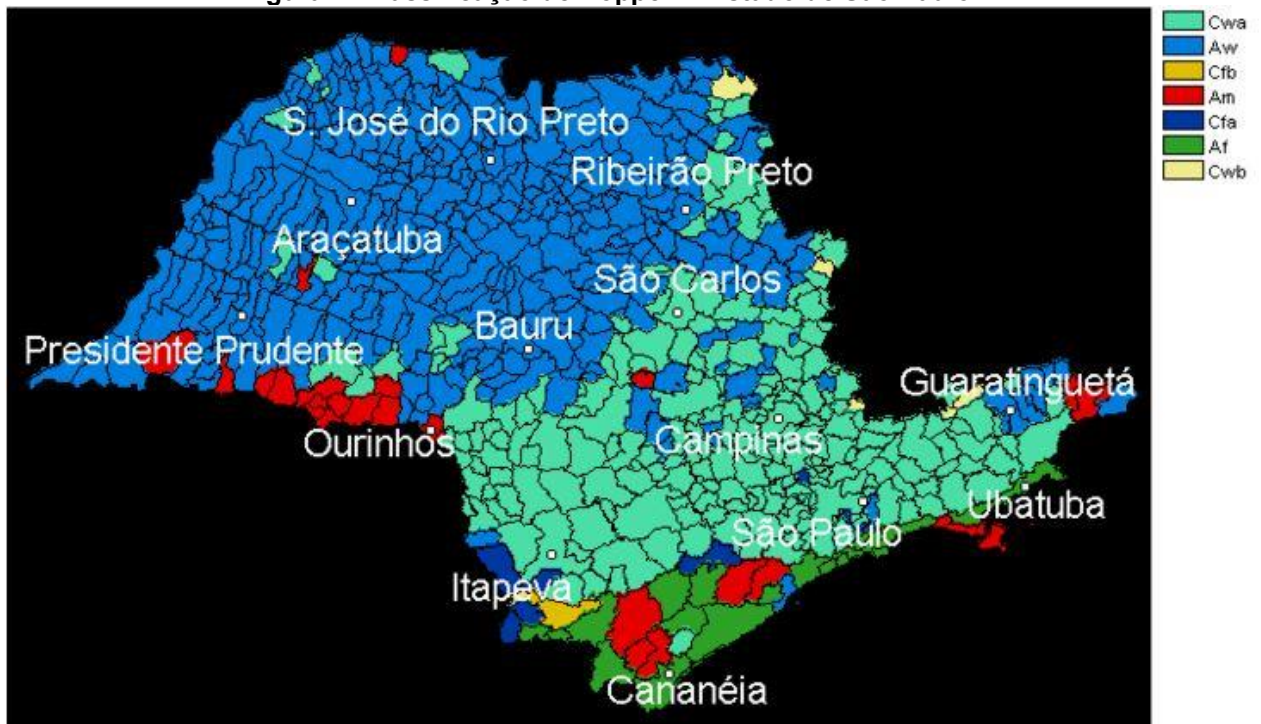 Cwa
Aw
Cfb
Am
Cfa
Af
Cwb
S. José do Rio Preto
Ribeirão Preto
Araçatuba
São Carlos
Bauru
Presidente Prudente
Guaratinguetá
Ourinhos
Campinas
Ubatuba
São Paulo
Itapeva
Cananéia